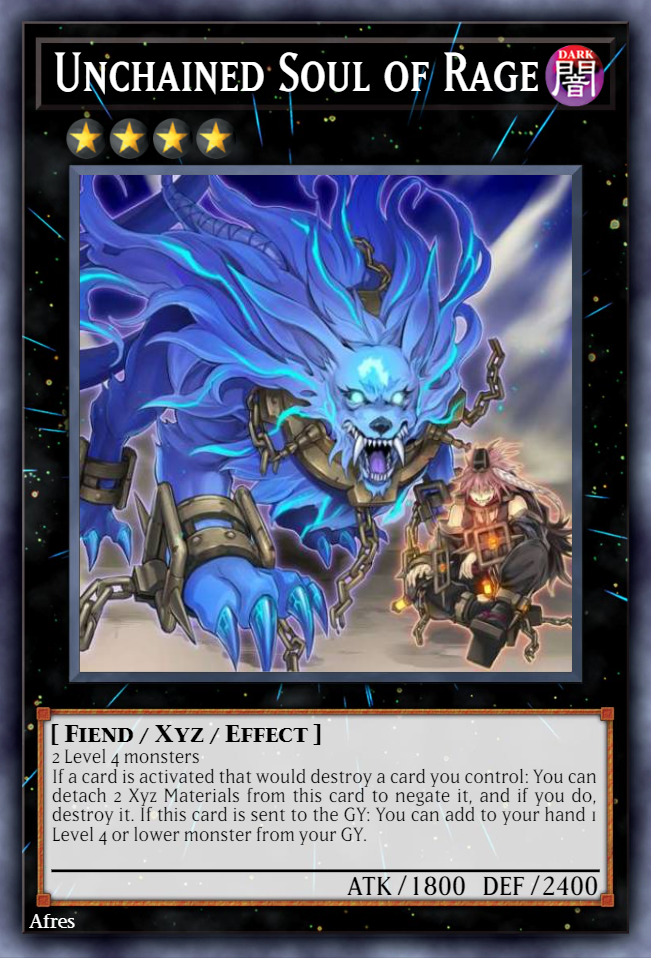 Unchained Soul of Rage
DARK
闇
[ Fiend / Xyz / Effect ]
2 Level 4 monsters
If a card is activated that would destroy a card you control: You can
detach 2 Xyz Materials from this card to negate it, and if you do,
destroy it. If this card is sent to the GY: You can add to your hand 1
Level 4 or lower monster from your GY.
ATK / 1800 DEF / 2400
Afres